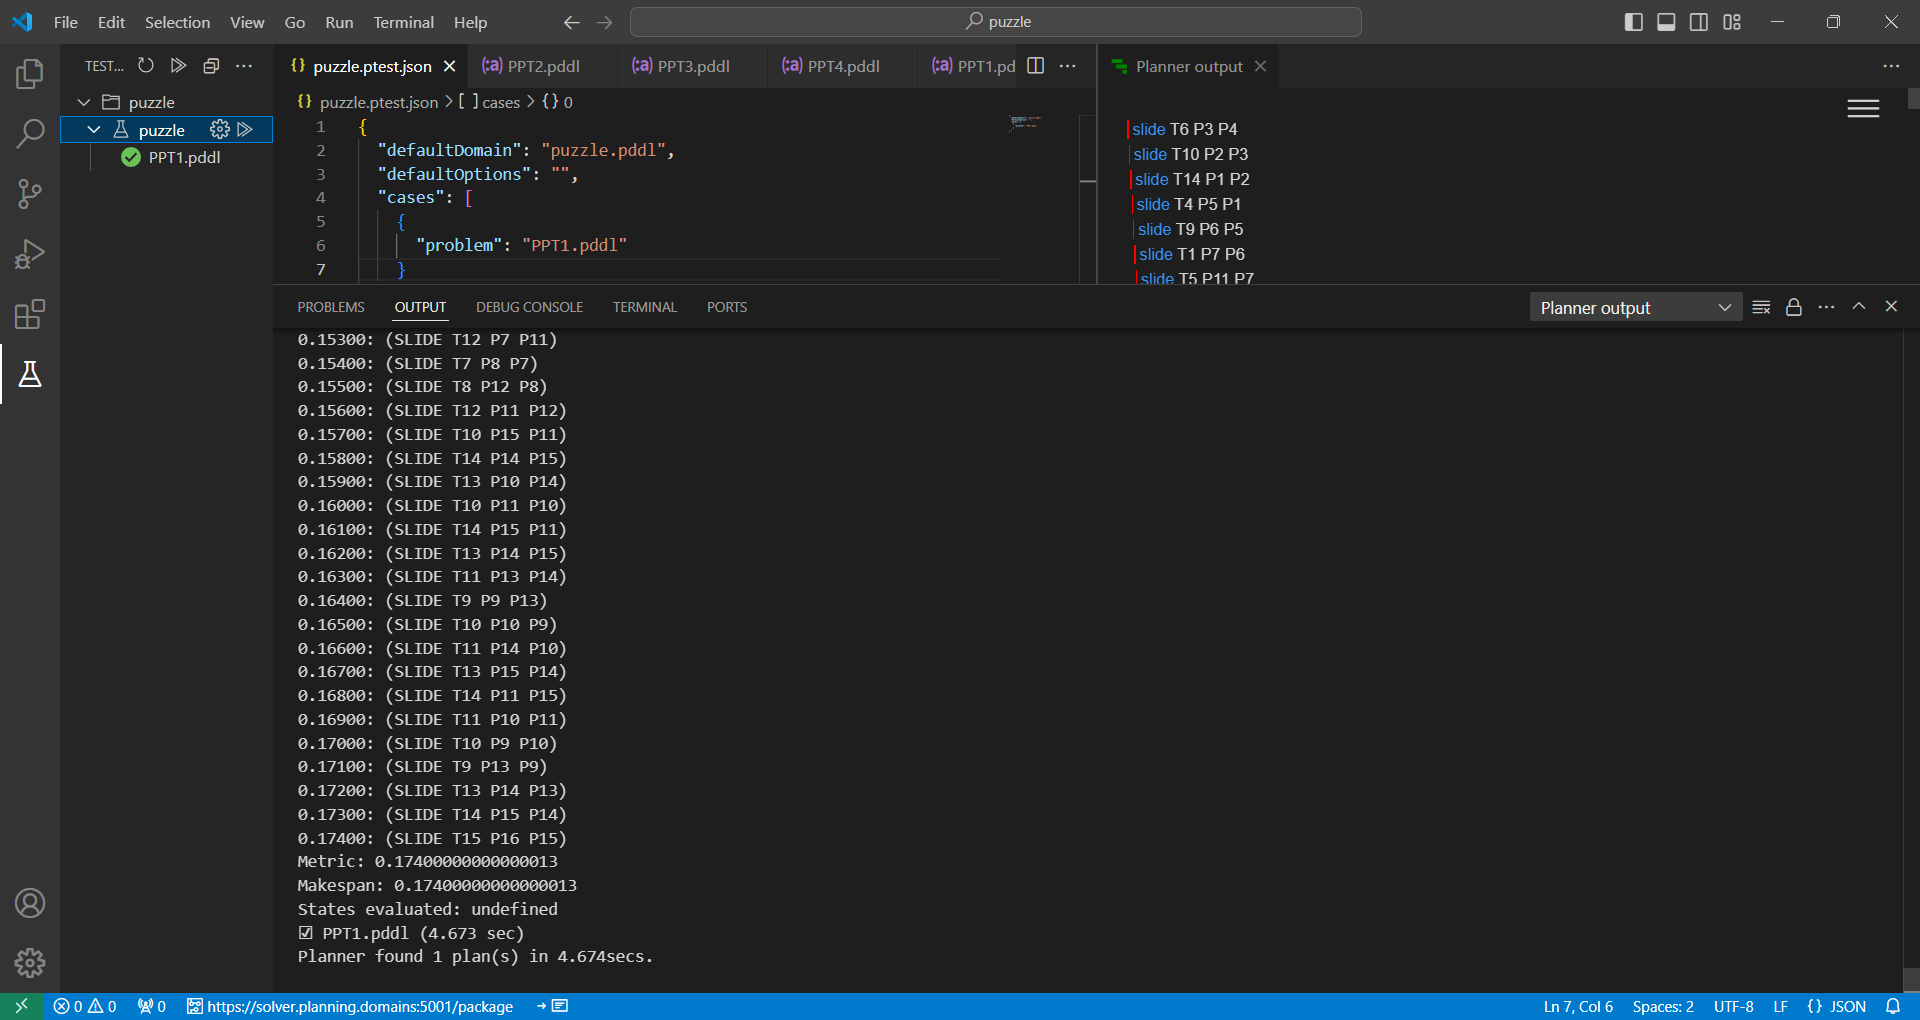 File Edit Selection View Go Run Terminal Help
puzzle
TEST...
puzzle
puzzle
PPT1.pddl
puzzle.ptest.json
PPT2.pddl
PPT3.pddl
PPT4.pddl
PPT1.pd
puzzle.ptest.json > [ ] cases > {} 0
1 {
2 "defaultDomain": "puzzle.pddl",
3 "defaultOptions": "",
4 "cases": [
5 {
6 "problem": "PPT1.pddl"
7 }
Planner output
slide T6 P3 P4
slide T10 P2 P3
slide T14 P1 P2
slide T4 P5 P1
slide T9 P6 P5
slide T1 P7 P6
slide T5 P11 P7
PROBLEMS OUTPUT DEBUG CONSOLE TERMINAL PORTS
Planner output
0.15300: (SLIDE T12 P7 P11)
0.15400: (SLIDE T7 P8 P7)
0.15500: (SLIDE T8 P12 P8)
0.15600: (SLIDE T12 P11 P12)
0.15700: (SLIDE T10 P15 P11)
0.15800: (SLIDE T14 P14 P15)
0.15900: (SLIDE T13 P10 P14)
0.16000: (SLIDE T10 P11 P10)
0.16100: (SLIDE T14 P15 P11)
0.16200: (SLIDE T13 P14 P15)
0.16300: (SLIDE T11 P13 P14)
0.16400: (SLIDE T9 P9 P13)
0.16500: (SLIDE T10 P10 P9)
0.16600: (SLIDE T11 P14 P10)
0.16700: (SLIDE T13 P15 P14)
0.16800: (SLIDE T14 P11 P15)
0.16900: (SLIDE T11 P10 P11)
0.17000: (SLIDE T10 P9 P10)
0.17100: (SLIDE T9 P13 P9)
0.17200: (SLIDE T13 P14 P13)
0.17300: (SLIDE T14 P15 P14)
0.17400: (SLIDE T15 P16 P15)
Metric: 0.17400000000000013
Makespan: 0.17400000000000013
States evaluated: undefined
☑ PPT1.pddl (4.673 sec)
Planner found 1 plan(s) in 4.674secs.
0 0 0 https://solver.planning.domains:5001/package
Ln 7, Col 6 Spaces: 2 UTF-8 LF {} JSON